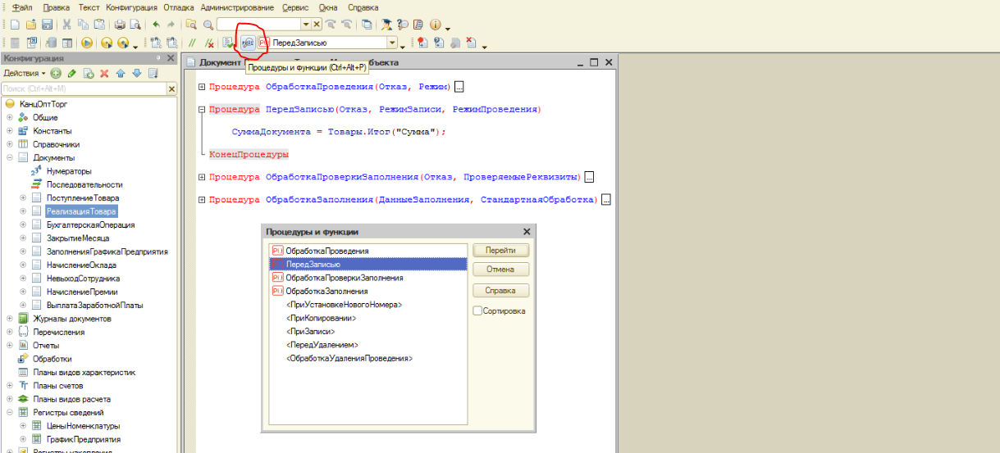 Файл Правка Текст Конфигурация Отладка Администрирование Сервис Окна Справка
ПередЗаписью
Конфигурация
Действия
Поиск (Ctrl+Alt+M)
КанцОптТорг
Общие
Константы
Справочники
Документы
Нумераторы
Последовательности
ПоступлениеТовара
РеализацияТовара
БухгалтерскаяОперация
ЗакрытиеМесяца
ЗаполненияГрафикаПредприятия
НачислениеОклада
НевыходСотрудника
НачислениеПремии
ВыплатаЗаработнойПлаты
Журналы документов
Перечисления
Отчеты
Обработки
Планы видов характеристик
Планы счетов
Планы видов расчета
Регистры сведений
ЦеныНоменклатуры
ГрафикПредприятия
Регистры накопления
Документ
Процедуры и функции (Ctrl+Alt+P)
Процедура ОбработкаПроведения(Отказ, Режим) ...
Процедура ПередЗаписью(Отказ, РежимЗаписи, РежимПроведения)
СуммаДокумента = Товары.Итог("Сумма");
КонецПроцедуры
Процедура ОбработкаПроверкиЗаполнения(Отказ, ПроверяемыеРеквизиты) ...
Процедура ОбработкаЗаполнения(ДанныеЗаполнения, СтандартнаяОбработка) ...
Процедуры и функции
ОбработкаПроведения
ПередЗаписью
ОбработкаПроверкиЗаполнения
ОбработкаЗаполнения
<ПриУстановкеНовогоНомера>
<ПриКопировании>
<ПриЗаписи>
<ПередУдалением>
<ОбработкаУдаленияПроведения>
Перейти
Отмена
Справка
Сортировка